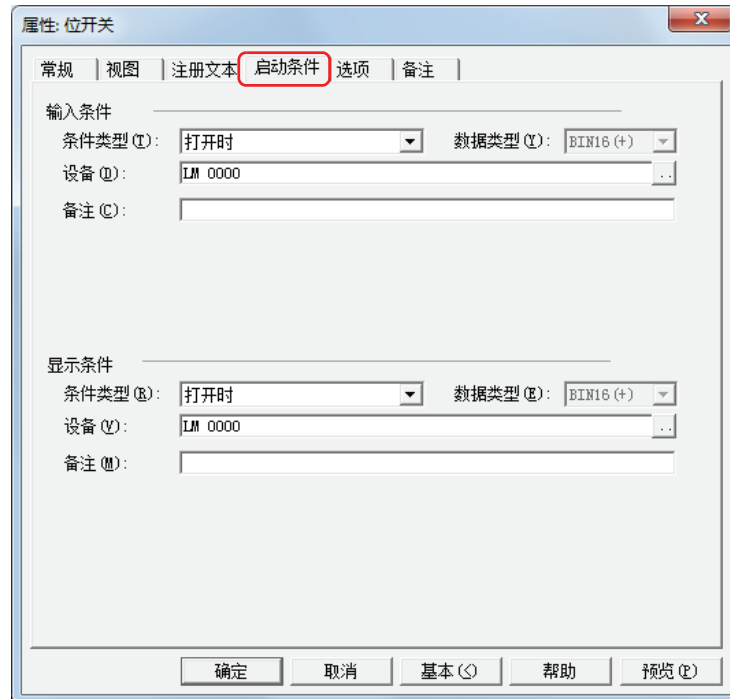 属性: 位开关
常规 视图 注册文本 启动条件 选项 备注
输入条件
条件类型(T): 打开时 数据类型(Y): BIN16(+)
设备(D): LM 0000 ..
备注(C):
显示条件
条件类型(R): 打开时 数据类型(E): BIN16(+)
设备(V): LM 0000 ..
备注(M):
确定 取消 基本(<) 帮助 预览(P)